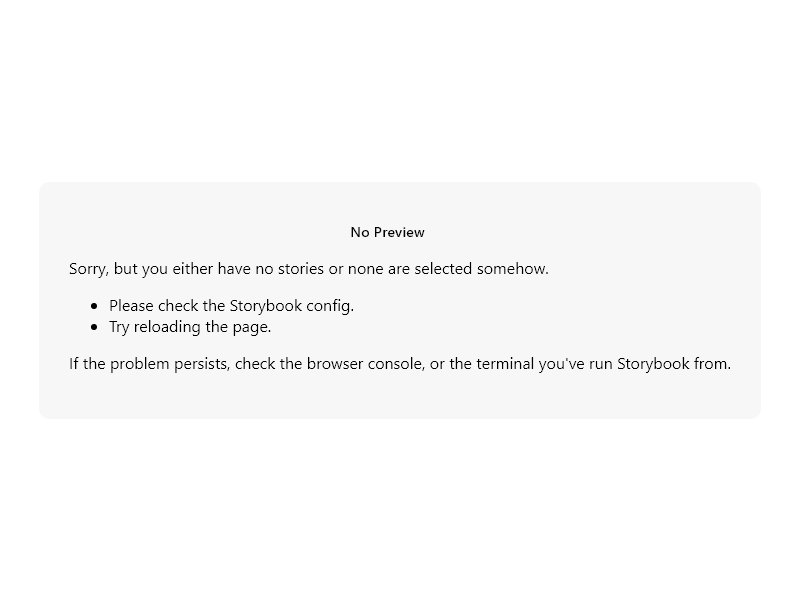 No Preview
Sorry, but you either have no stories or none are selected somehow.
Please check the Storybook config.
Try reloading the page.
If the problem persists, check the browser console, or the terminal you've run Storybook from.